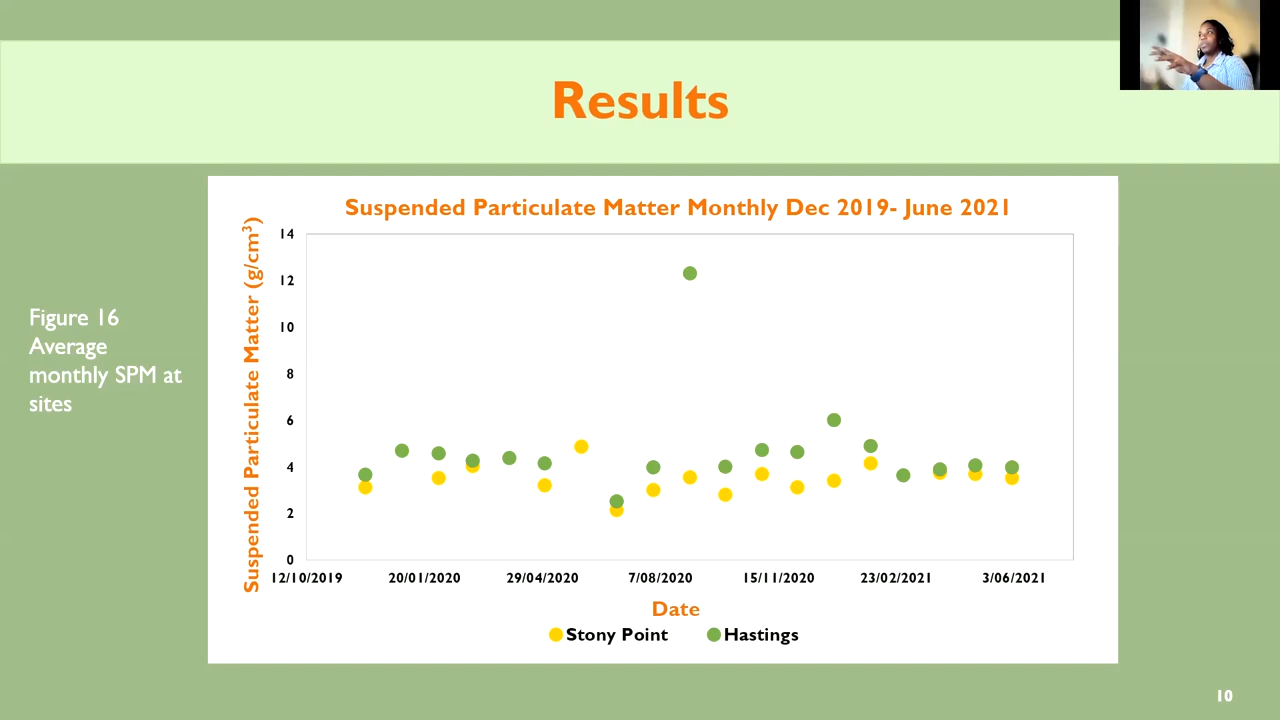 Results
Suspended Particulate Matter Monthly Dec 2019- June 2021
Suspended Particulate Matter (g/cm³)
14
12
10
8
6
4
2
0
12/10/2019 20/01/2020 29/04/2020 7/08/2020 15/11/2020 23/02/2021 3/06/2021
Date
Stony Point Hastings
Figure 16
Average
monthly SPM at
sites
10